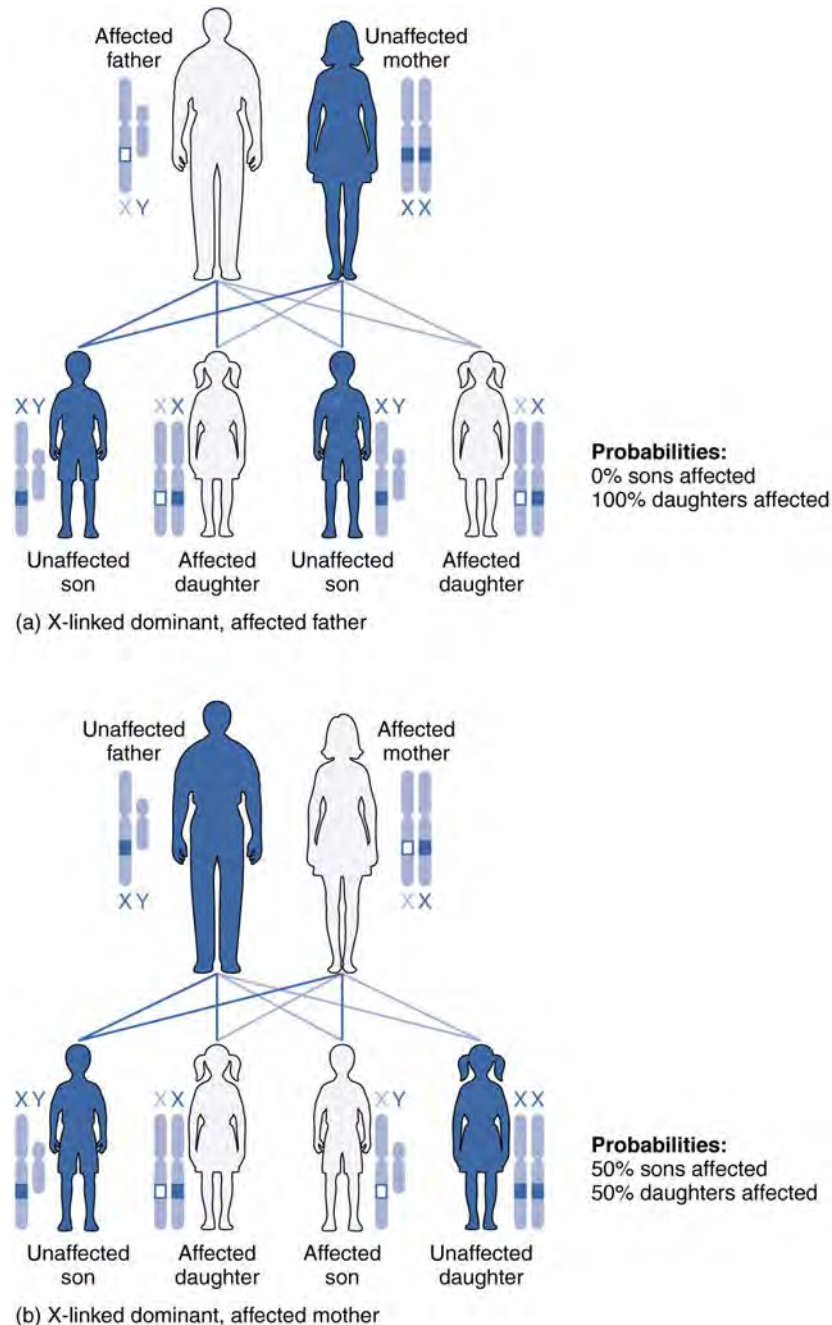 Affected
father
Unaffected
mother
X Y
X X
X Y
X X
X Y
X X
Probabilities:
0% sons affected
100% daughters affected
Unaffected
son
Affected
daughter
Unaffected
son
Affected
daughter
(a) X-linked dominant, affected father
Unaffected
father
Affected
mother
X Y
X X
X Y
X X
X Y
X X
Probabilities:
50% sons affected
50% daughters affected
Unaffected
son
Affected
daughter
Affected
son
Unaffected
daughter
(b) X-linked dominant, affected mother